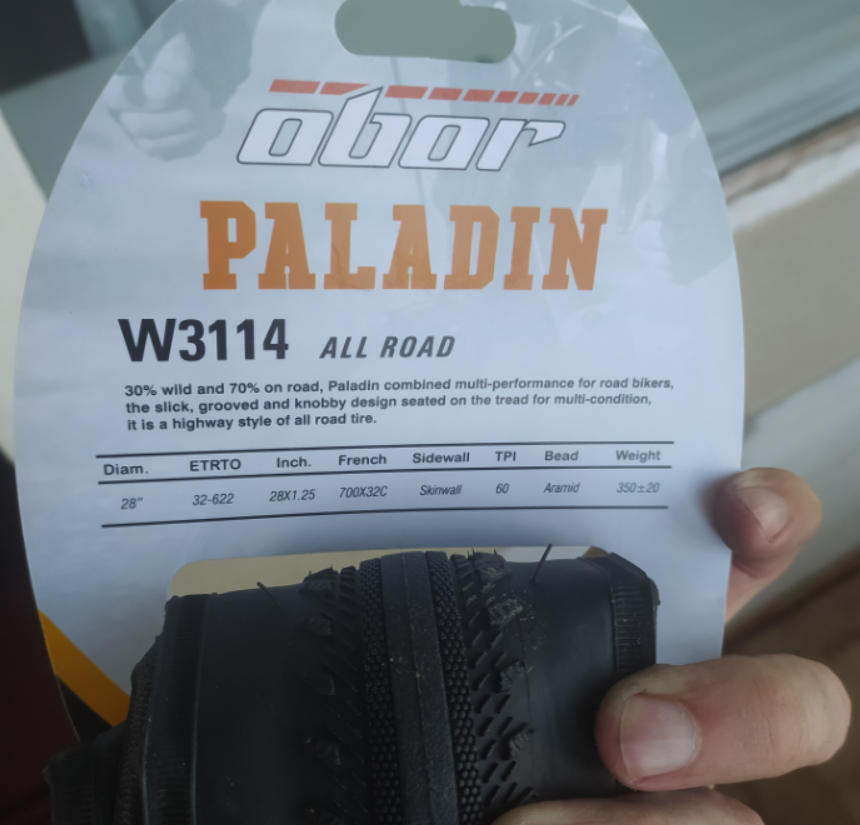 obor
PALADIN
W3114 ALL ROAD
30% wild and 70% on road, Paladin combined multi-performance for road bikers,
the slick, grooved and knobby design seated on the tread for multi-condition,
it is a highway style of all road tire.
Diam. ETRTO Inch. French Sidewall TPI Bead Weight
28" 32-622 28X1.25 700X32C Skinwall 60 Aramid 350±20